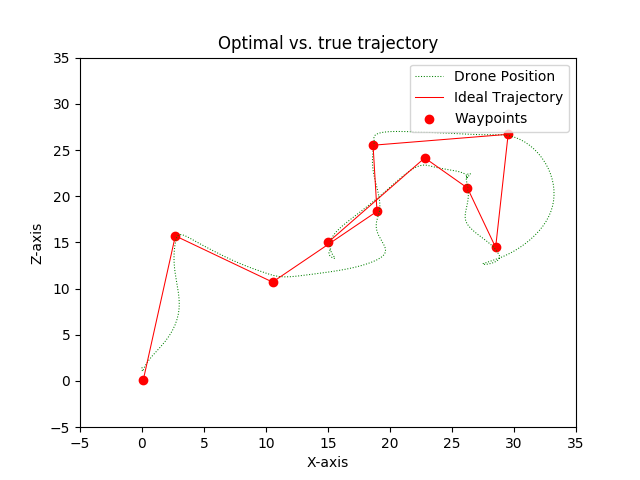 Optimal vs. true trajectory
Drone Position
Ideal Trajectory
Waypoints
35
30
25
20
15
10
5
0
−5
Z-axis
−5 0 5 10 15 20 25 30 35
X-axis